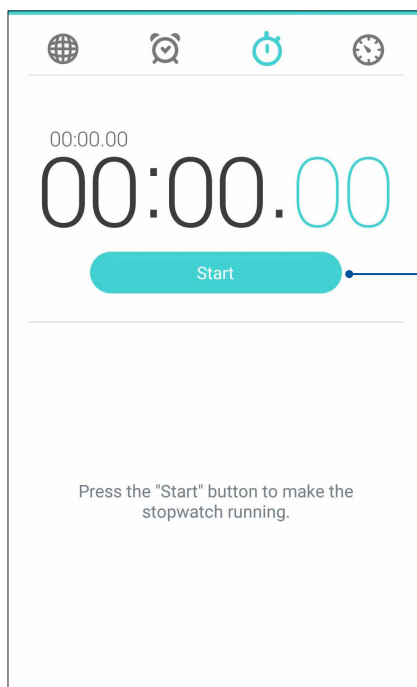 00:00.00
00:00.00
Start
Press the "Start" button to make the
stopwatch running.